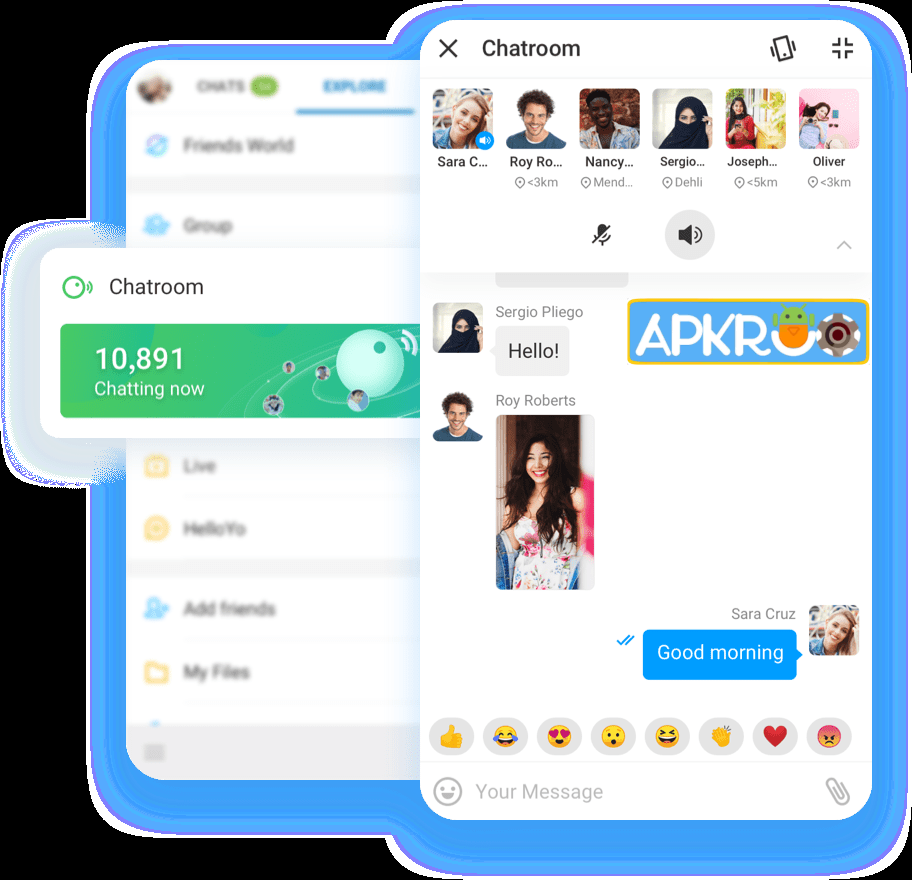 CHATS
EXPLORE
Friends World
Group
Chatroom
10,891
Chatting now
Live
HelloYo
Add friends
My Files
Chatroom
Sara C...
Roy Ro...
Nancy...
Sergio...
Joseph...
Oliver
<3km
Mend...
Dehli
<5km
<3km
Sergio Pliego
Hello!
APKRUO
Roy Roberts
Sara Cruz
Good morning
Your Message